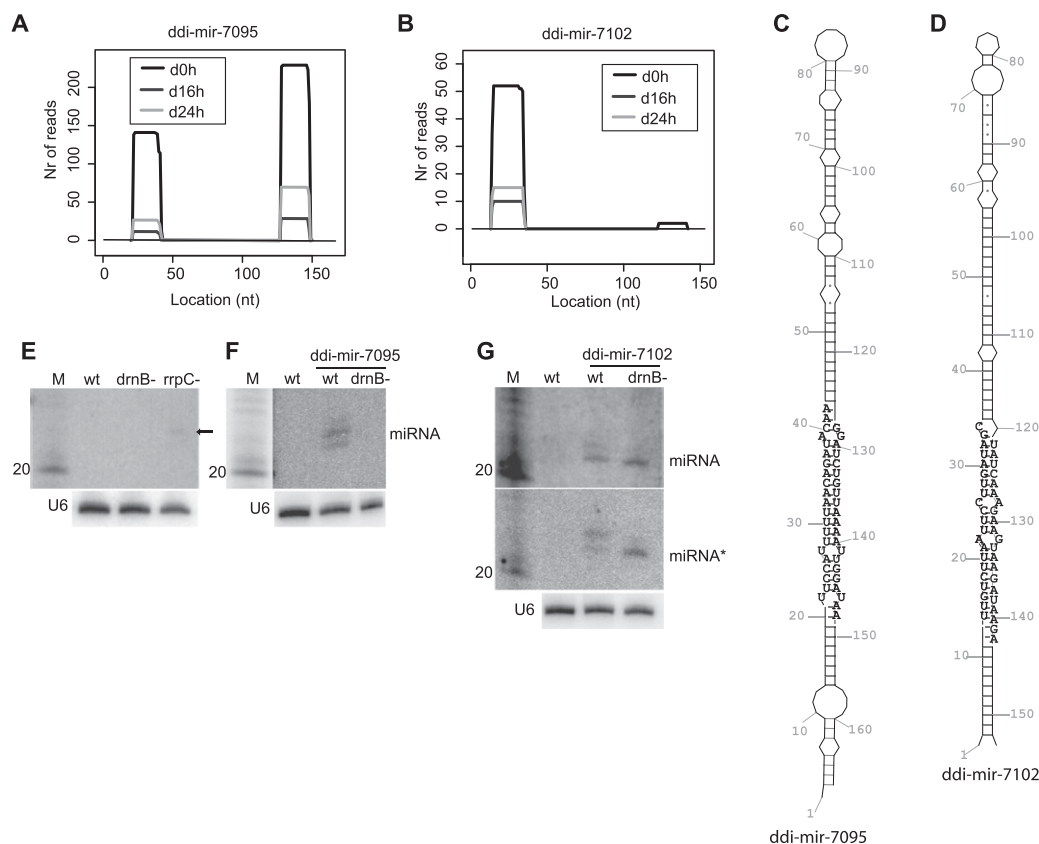 A
ddi-mir-7095
Nr of reads
0 50 100 150 200
d0h
d16h
d24h
0 50 100 150
Location (nt)
B
ddi-mir-7102
Nr of reads
0 10 20 30 40 50 60
d0h
d16h
d24h
0 50 100 150
Location (nt)
C
80
90
70
100
60
110
50
120
40
130
30
140
20
150
10
160
1
ddi-mir-7095
D
80
70
90
60
100
50
110
40
120
30
130
20
140
10
150
1
ddi-mir-7102
E
M wt drnB- rrpC-
20
U6
F
ddi-mir-7095
M wt wt drnB-
20
miRNA
G
ddi-mir-7102
M wt wt drnB-
20
miRNA
20
miRNA*
U6